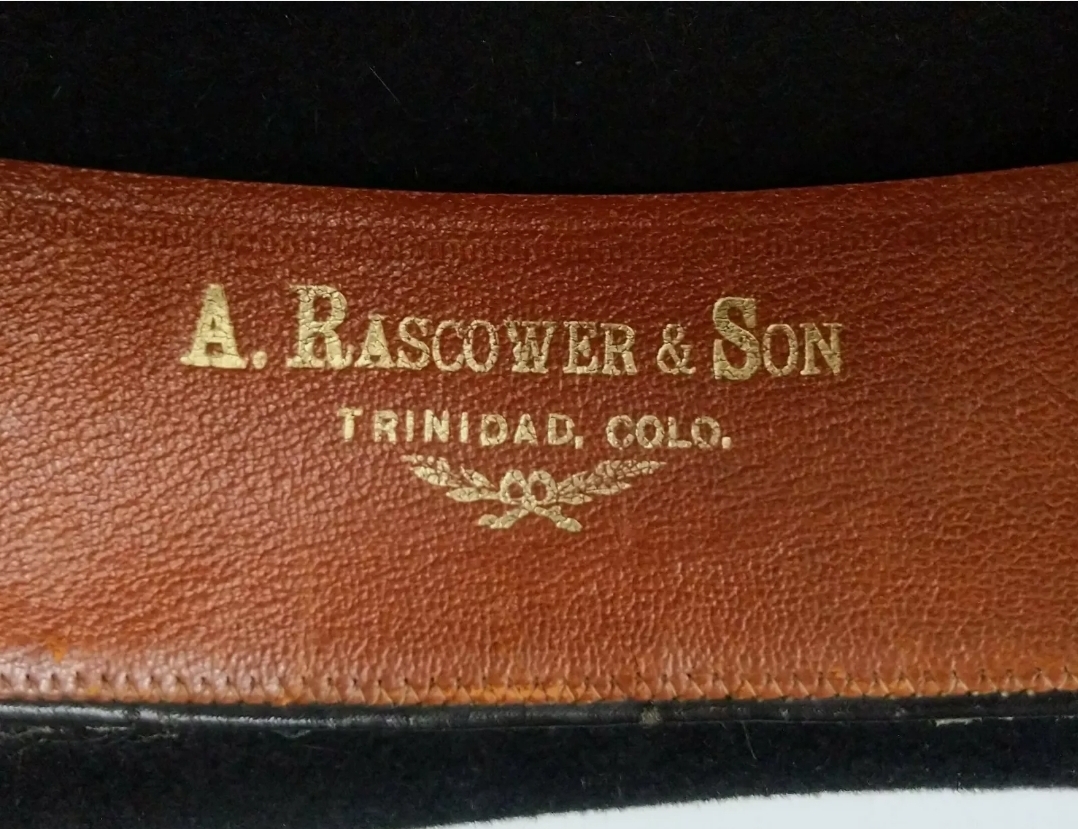 A. RASCOWER & SON
TRINIDAD, COLO.